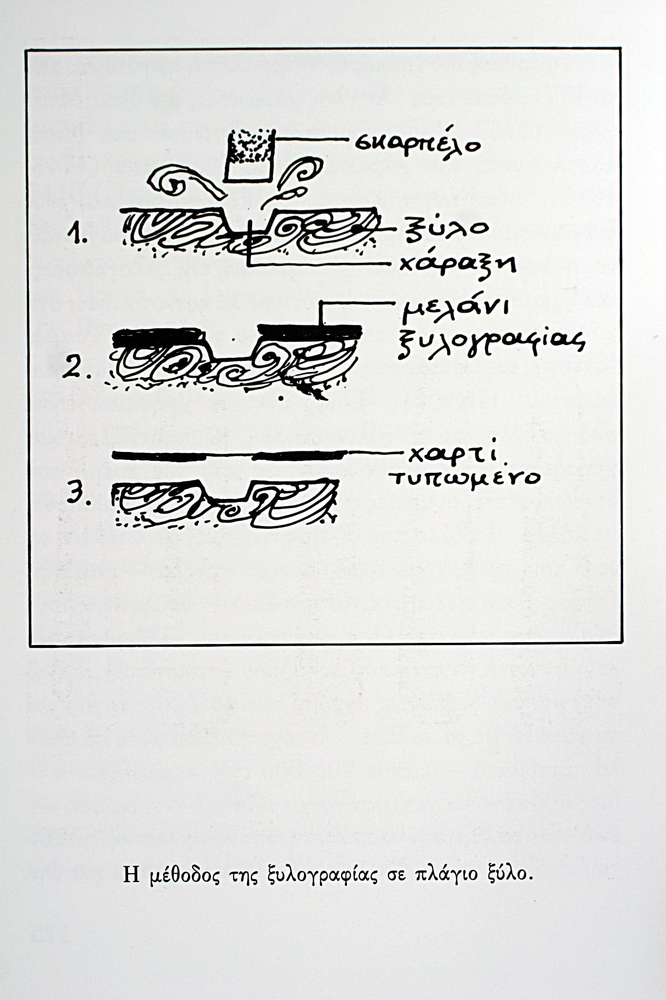 σκαρπέλο
1.
ξύλο
χάραξη
μελάνι
ξυλογραφίας
2.
χαρτί
τυπωμένο
3.
Η μέθοδος της ξυλογραφίας σε πλάγιο ξύλο.